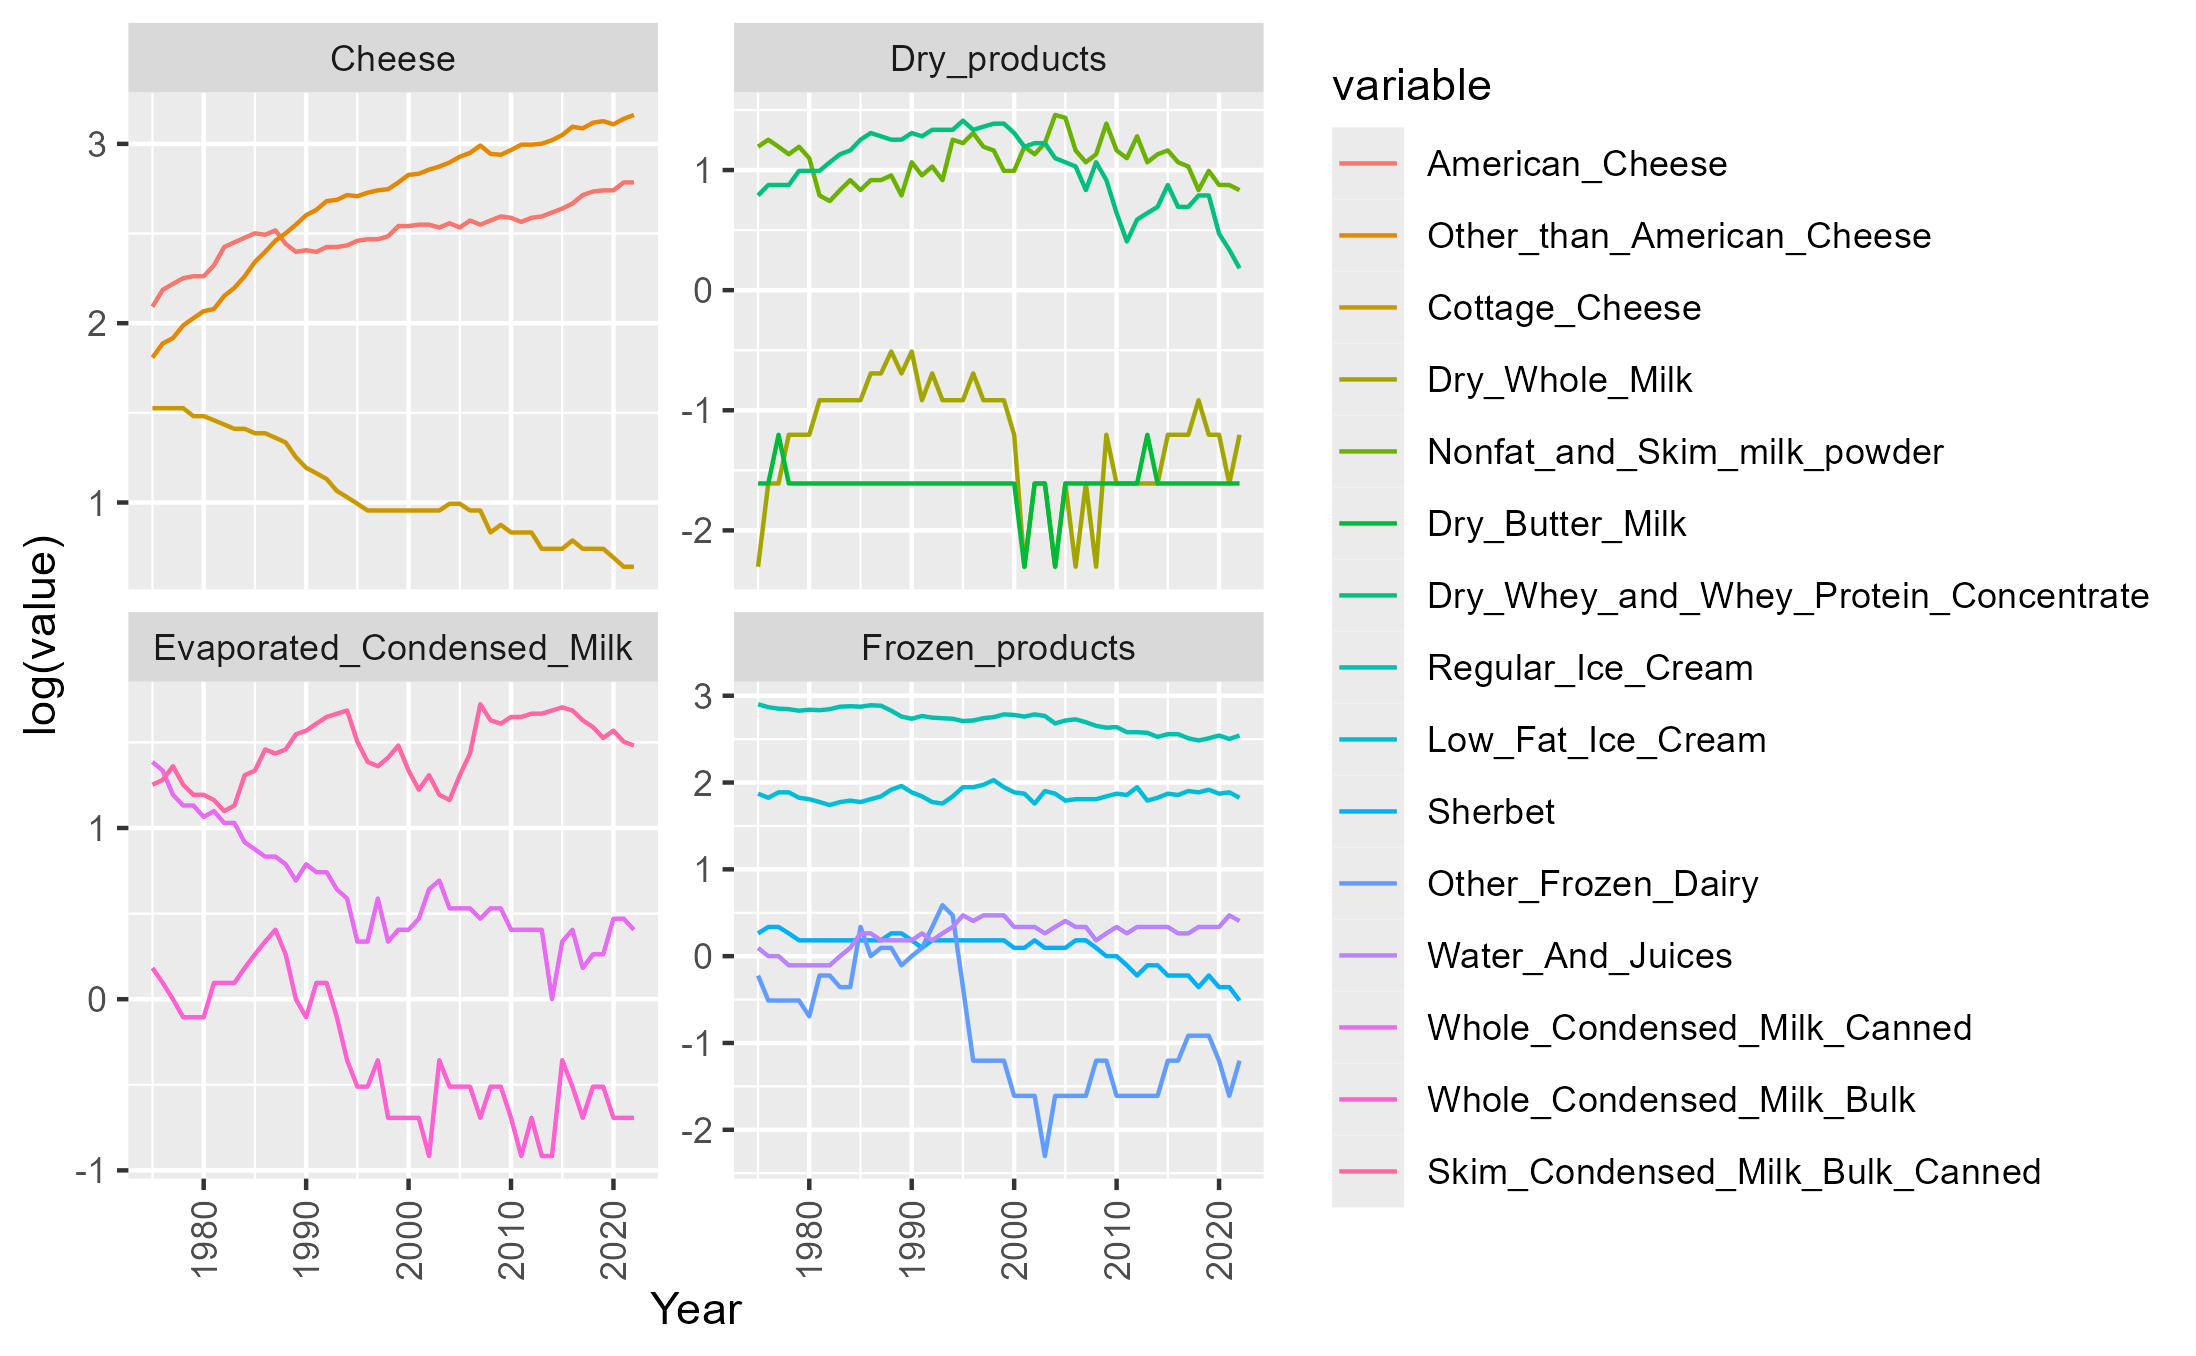 Cheese
Dry_products
3
2
1
1
0
-1
-2
Evaporated_Condensed_Milk
Frozen_products
1
0
-1
3
2
1
0
-1
-2
1980
1990
2000
2010
2020
1980
1990
2000
2010
2020
log(value)
Year
variable
American_Cheese
Other_than_American_Cheese
Cottage_Cheese
Dry_Whole_Milk
Nonfat_and_Skim_milk_powder
Dry_Butter_Milk
Dry_Whey_and_Whey_Protein_Concentrate
Regular_Ice_Cream
Low_Fat_Ice_Cream
Sherbet
Other_Frozen_Dairy
Water_And_Juices
Whole_Condensed_Milk_Canned
Whole_Condensed_Milk_Bulk
Skim_Condensed_Milk_Bulk_Canned